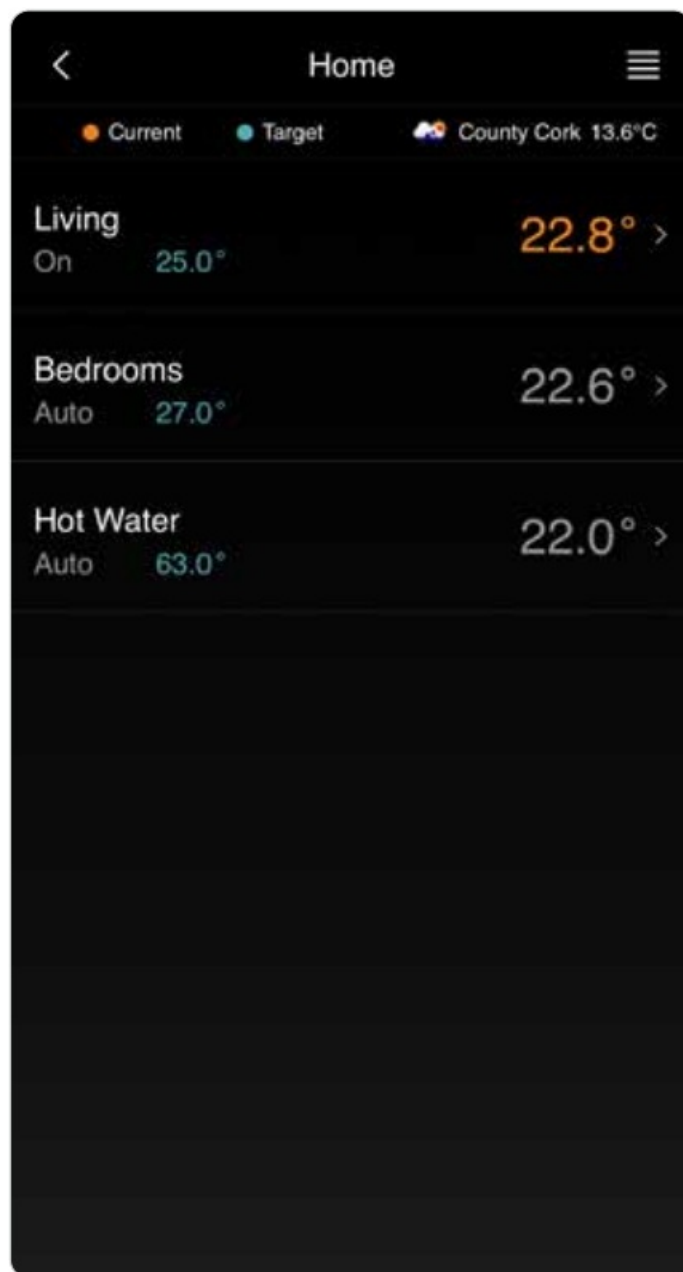 Home
Current Target County Cork 13.6°C
Living
On 25.0° 22.8°
Bedrooms
Auto 27.0° 22.6°
Hot Water
Auto 63.0° 22.0°